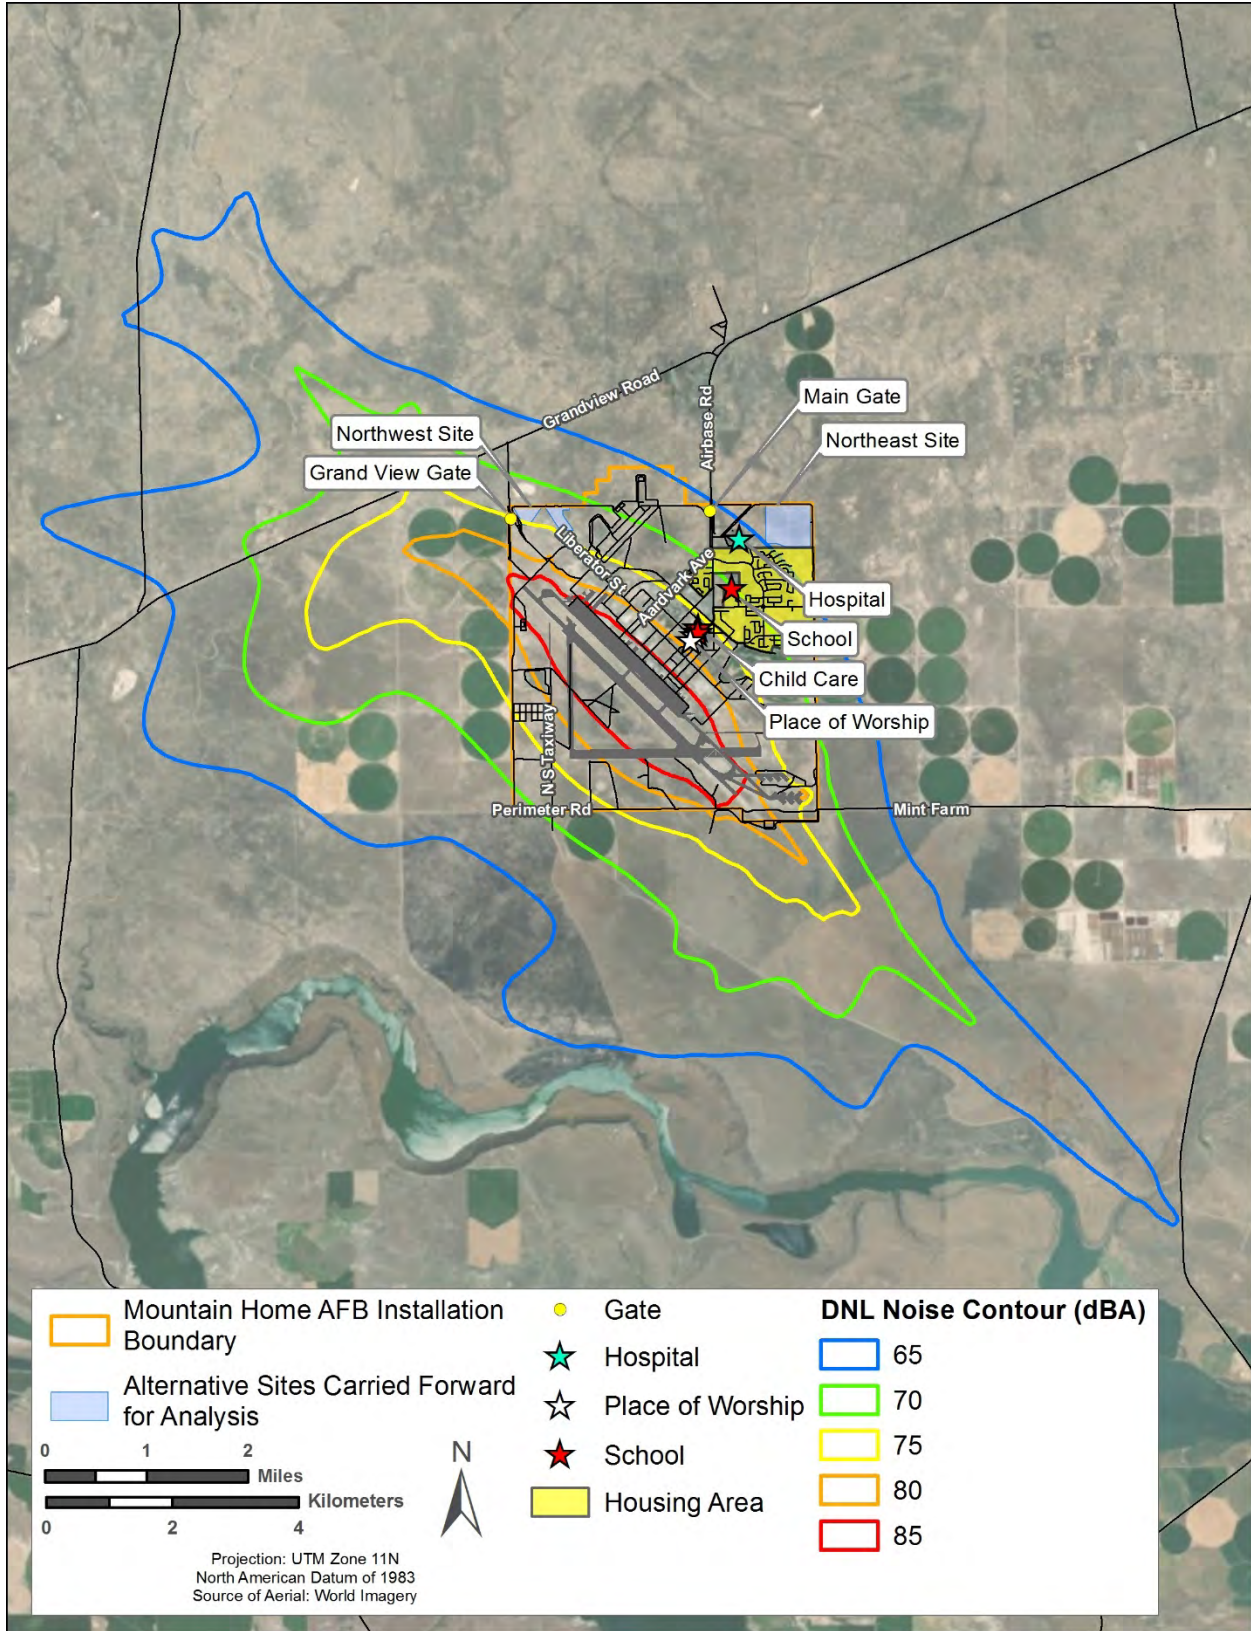 Grandview Road
Airbase Rd
Main Gate
Northwest Site
Northeast Site
Grand View Gate
Liberator St
Aardvark Ave
Hospital
School
Child Care
Place of Worship
N S Taxiway
Perimeter Rd
Mint Farm
Mountain Home AFB Installation
Boundary
Alternative Sites Carried Forward
for Analysis
0 1 2
Miles
Kilometers
0 2 4
N
Projection: UTM Zone 11N
North American Datum of 1983
Source of Aerial: World Imagery
Gate
Hospital
Place of Worship
School
Housing Area
DNL Noise Contour (dBA)
65
70
75
80
85